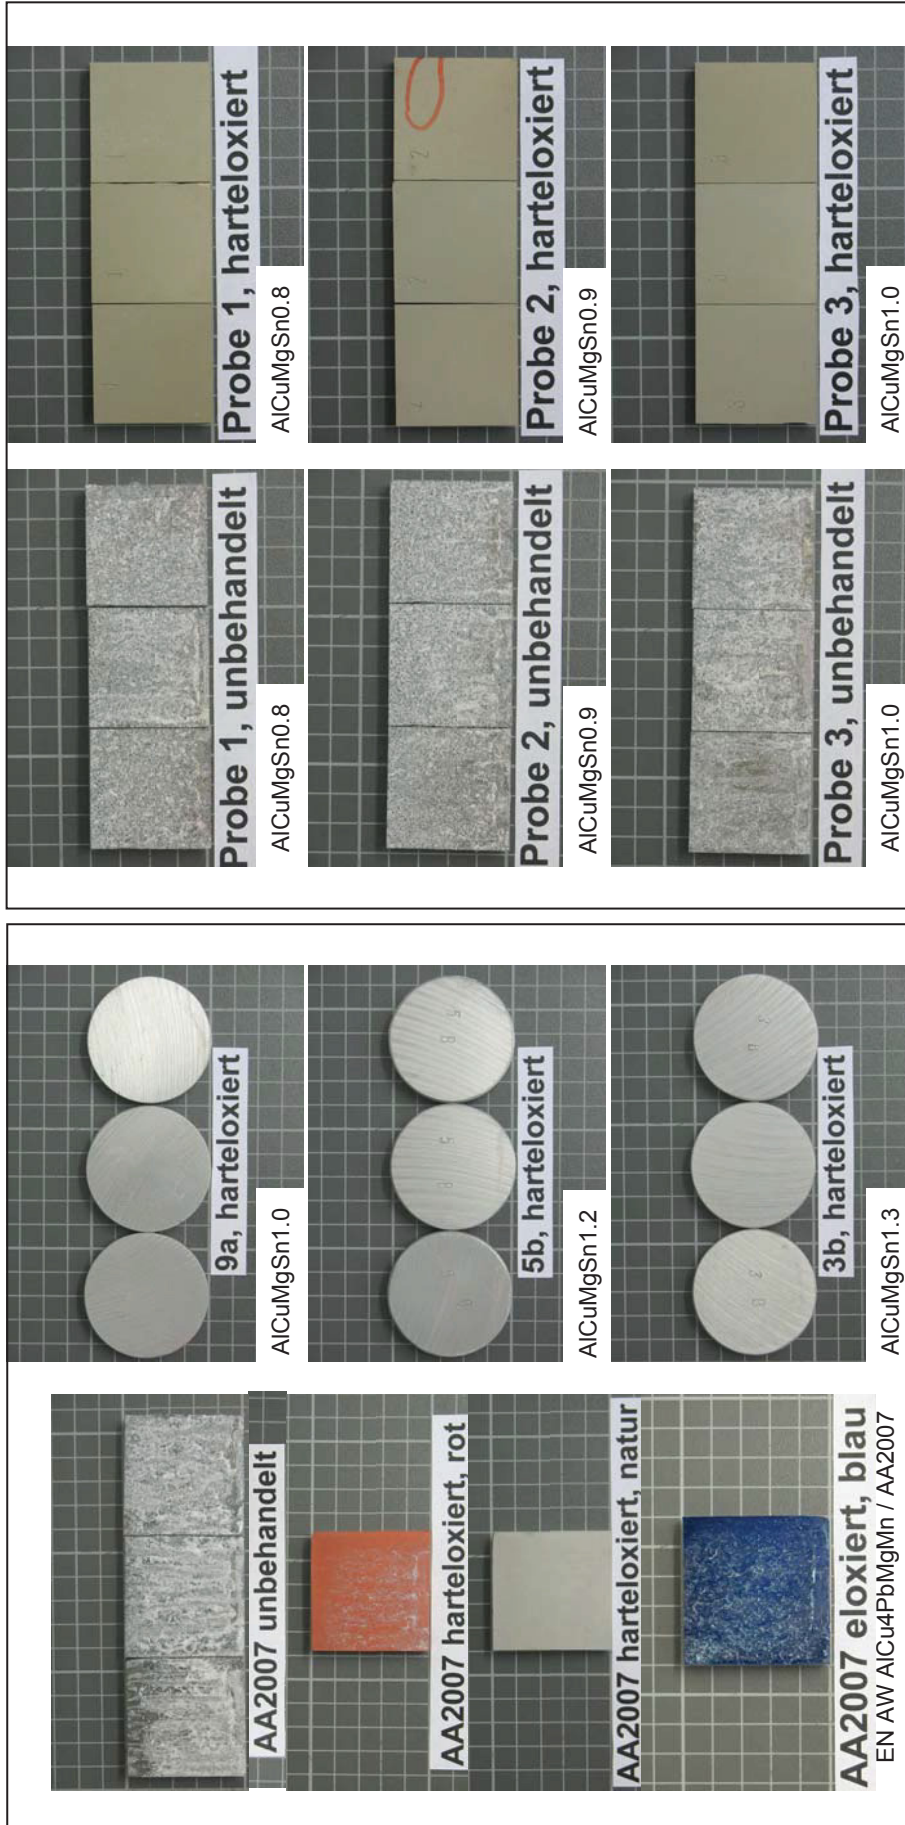 AA2007 unbehandelt
AA2007 harteloxiert, rot
AA2007 harteloxiert, natur
AA2007 eloxiert, blau
EN AW AlCu4PbMgMn / AA2007
9a, harteloxiert
AlCuMgSn1.0
5b, harteloxiert
AlCuMgSn1.2
3b, harteloxiert
AlCuMgSn1.3
Probe 1, unbehandelt
AlCuMgSn0.8
Probe 2, unbehandelt
AlCuMgSn0.9
Probe 3, unbehandelt
AlCuMgSn1.0
Probe 1, harteloxiert
AlCuMgSn0.8
Probe 2, harteloxiert
AlCuMgSn0.9
Probe 3, harteloxiert
AlCuMgSn1.0